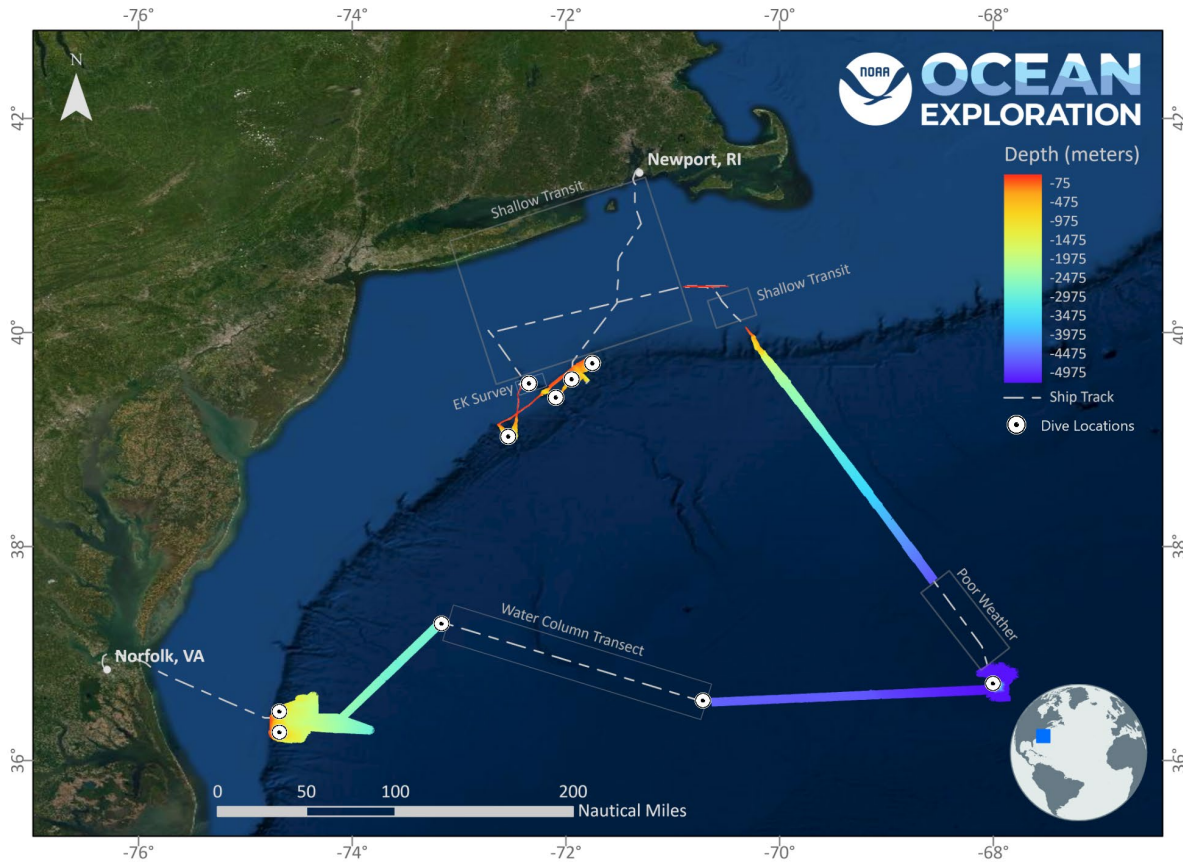 -76° -74° -72° -70° -68°
N
NOAA
OCEAN
EXPLORATION
42° 42°
Newport, RI
Depth (meters)
-75
-475
-975
-1475
-1975
-2475
-2975
-3475
-3975
-4475
-4975
Ship Track
Dive Locations
Shallow Transit
Shallow Transit
40° 40°
EK Survey
38° 38°
Poor Weather
Water Column Transect
Norfolk, VA
36° 36°
0 50 100 200
Nautical Miles
-76° -74° -72° -70° -68°